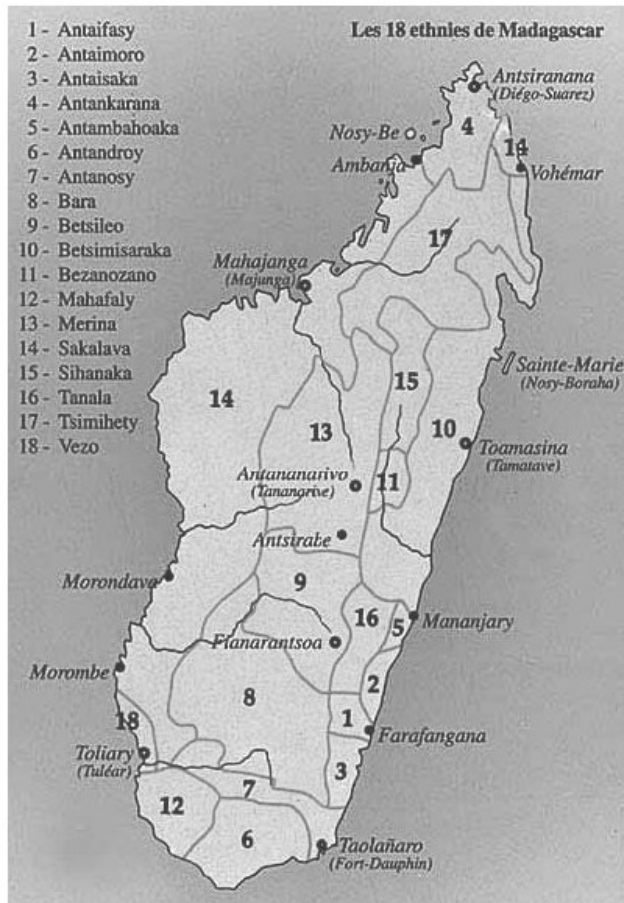 Les 18 ethnies de Madagascar
1 - Antaifasy
2 - Antaimoro
3 - Antaisaka
4 - Antankarana
5 - Antambahoaka
6 - Antandroy
7 - Antanosy
8 - Bara
9 - Betsileo
10 - Betsimisaraka
11 - Bezanozano
12 - Mahafaly
13 - Merina
14 - Sakalava
15 - Sihanaka
16 - Tanala
17 - Tsimihety
18 - Vezo
Antsiranana
(Diégo-Suarez)
4
Nosy-Be
14
Ambanja
Vohémar
17
Mahajanga
(Majunga)
Sainte-Marie
(Nosy-Boraha)
14
15
13
10
Toamasina
(Tamatave)
Antananarivo
(Tananarive)
11
Antsirabe
9
Morondava
16
5
Mananjary
Fianarantsoa
Morombe
2
8
18
1
Farafangana
Toliary
(Tuléar)
3
7
12
6
Taolañaro
(Fort-Dauphin)